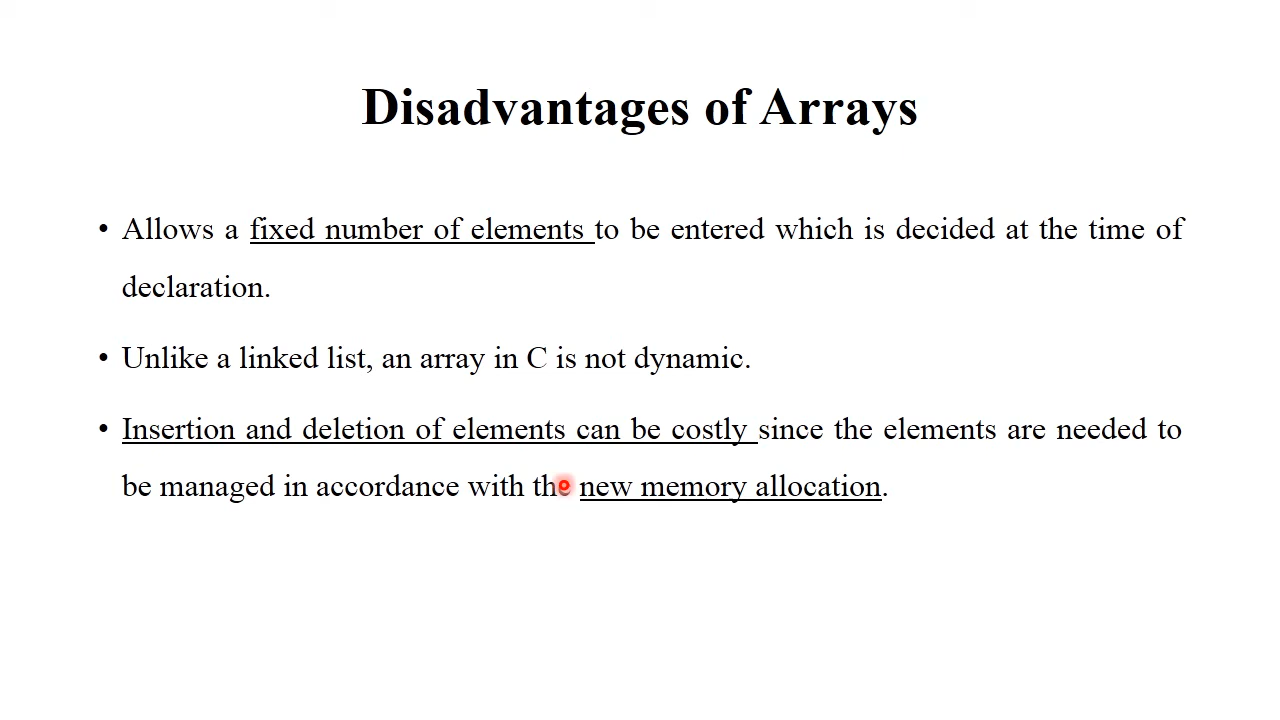 Disadvantages of Arrays
• Allows a fixed number of elements to be entered which is decided at the time of
declaration.
• Unlike a linked list, an array in C is not dynamic.
• Insertion and deletion of elements can be costly since the elements are needed to
be managed in accordance with the new memory allocation.